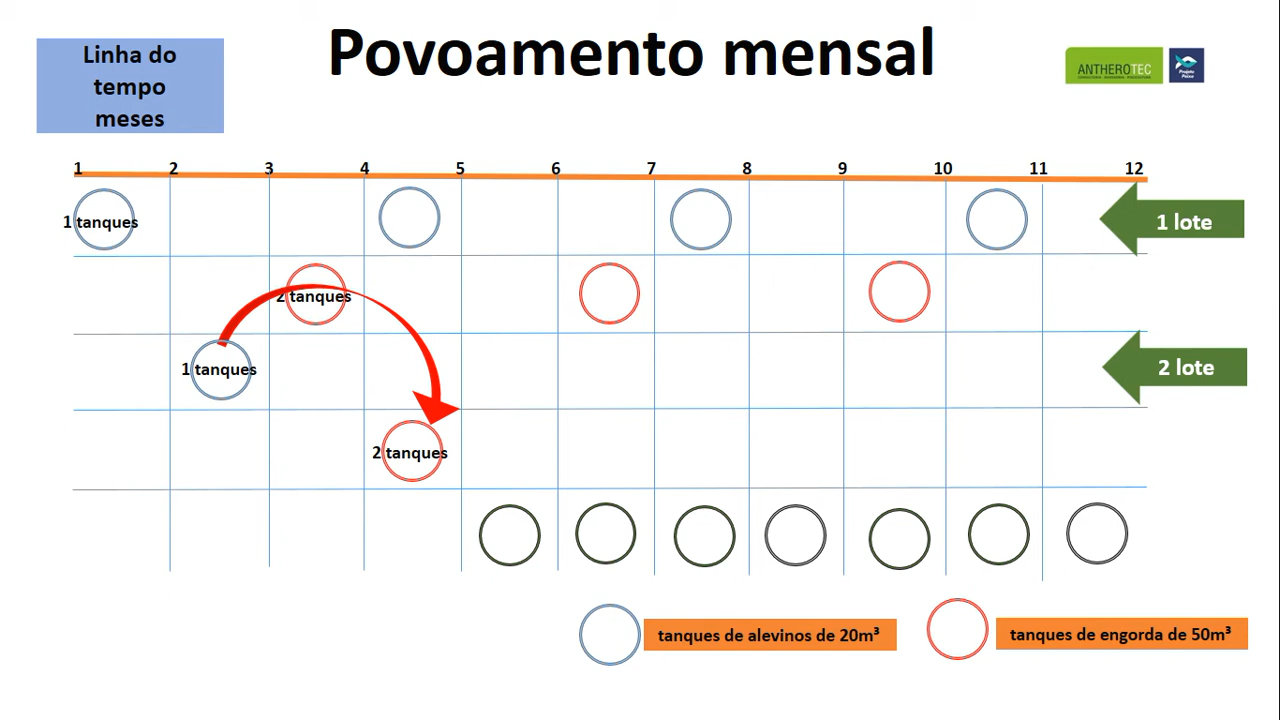 Linha do
tempo
meses
Povoamento mensal
ANTHEROTEC
Projeto
Peixe
1 2 3 4 5 6 7 8 9 10 11 12
1 tanques
1 lote
2 tanques
1 tanques
2 lote
2 tanques
tanques de alevinos de 20m³
tanques de engorda de 50m³